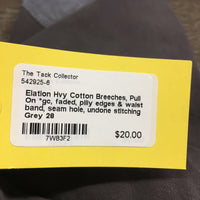 The Tack Collector
542925-6
Elation Hvy Cotton Breeches, Pull
On *gc, faded, pilly edges & waist
band, seam hole, undone stitching
Grey 28
$20.00
7W83F2